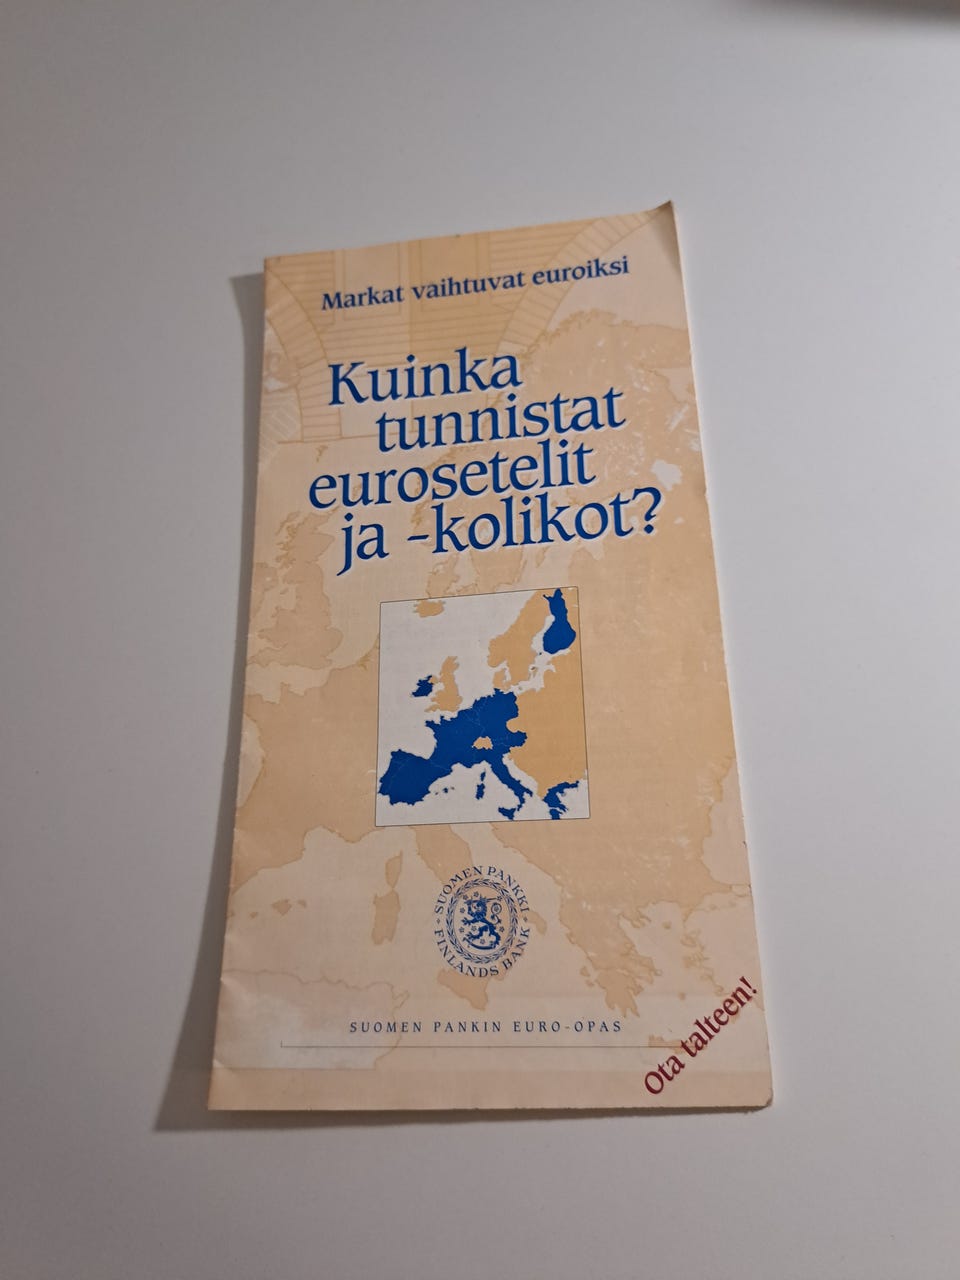 Markat vaihtuvat euroiksi
Kuinka
tunnistat
eurosetelit
ja -kolikot?
SUOMEN PANKKI
FINLANDS BANK
SUOMEN PANKIN EURO-OPAS
Ota talteen!